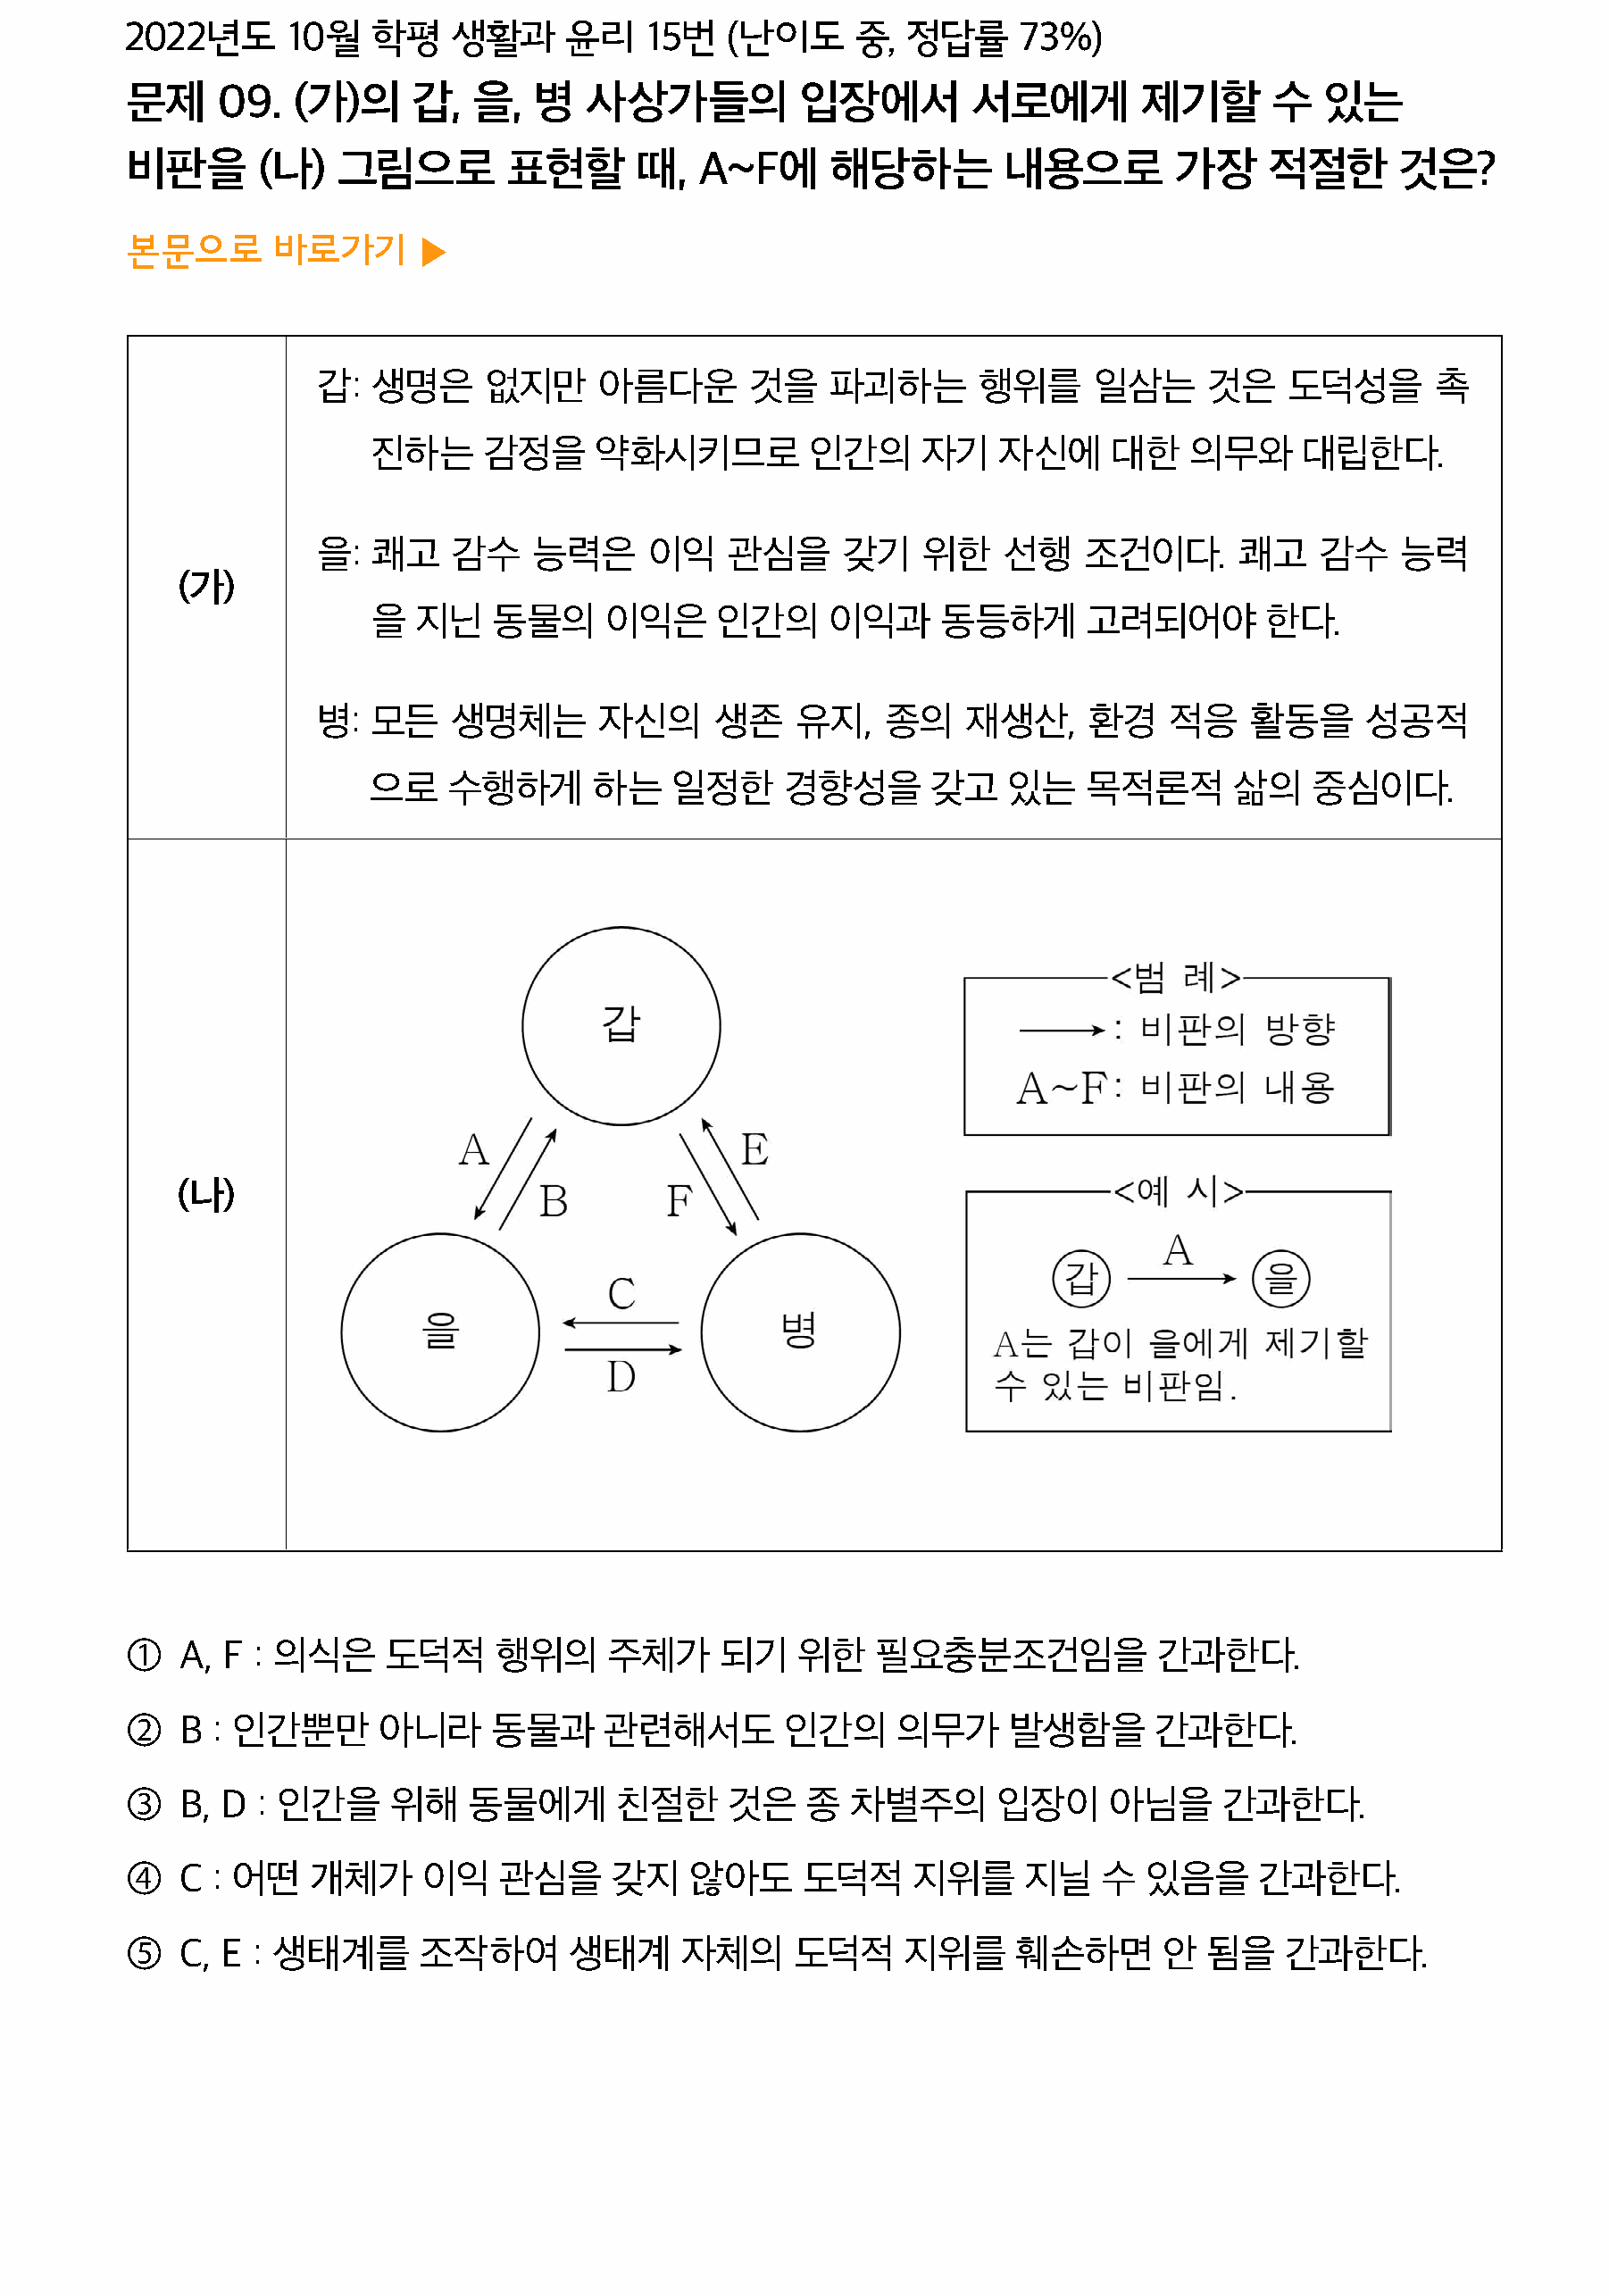 2022년도 10월 학평 생활과 윤리 15번 (난이도 중, 정답률 73%)
문제 09. (가)의 갑, 을, 병 사상가들의 입장에서 서로에게 제기할 수 있는
비판을 (나) 그림으로 표현할 때, A~F에 해당하는 내용으로 가장 적절한 것은?
본문으로 바로가기 ▶
(가)
갑: 생명은 없지만 아름다운 것을 파괴하는 행위를 일삼는 것은 도덕성을 촉
진하는 감정을 약화시키므로 인간의 자기 자신에 대한 의무와 대립한다.
을: 쾌고 감수 능력은 이익 관심을 갖기 위한 선행 조건이다. 쾌고 감수 능력
을 지닌 동물의 이익은 인간의 이익과 동등하게 고려되어야 한다.
병: 모든 생명체는 자신의 생존 유지, 종의 재생산, 환경 적응 활동을 성공적
으로 수행하게 하는 일정한 경향성을 갖고 있는 목적론적 삶의 중심이다.
(나)
갑
A
B
E
F
을
C
D
병
<범 례>
→: 비판의 방향
A~F: 비판의 내용
<예 시>
갑 A → 을
A는 갑이 을에게 제기할
수 있는 비판임.
① A, F : 의식은 도덕적 행위의 주체가 되기 위한 필요충분조건임을 간과한다.
② B : 인간뿐만 아니라 동물과 관련해서도 인간의 의무가 발생함을 간과한다.
③ B, D : 인간을 위해 동물에게 친절한 것은 종 차별주의 입장이 아님을 간과한다.
④ C : 어떤 개체가 이익 관심을 갖지 않아도 도덕적 지위를 지닐 수 있음을 간과한다.
⑤ C, E : 생태계를 조작하여 생태계 자체의 도덕적 지위를 훼손하면 안 됨을 간과한다.